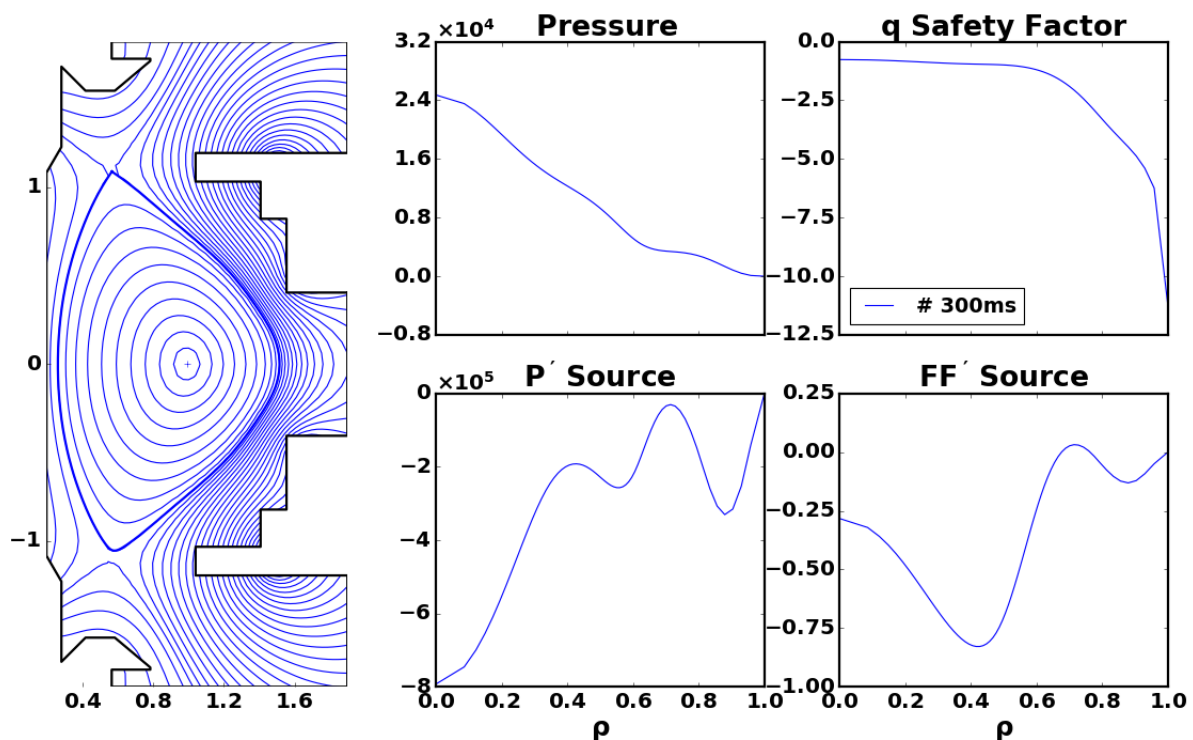 1
0
−1
0.4 0.8 1.2 1.6
Pressure
×10⁴
3.2
2.4
1.6
0.8
0.0
−0.8
q Safety Factor
0.0
−2.5
−5.0
−7.5
−10.0
−12.5
# 300ms
P´ Source
×10⁵
0
−2
−4
−6
−8
0.0 0.2 0.4 0.6 0.8 1.0
ρ
FF´ Source
0.25
0.00
−0.25
−0.50
−0.75
−1.00
0.0 0.2 0.4 0.6 0.8 1.0
ρ